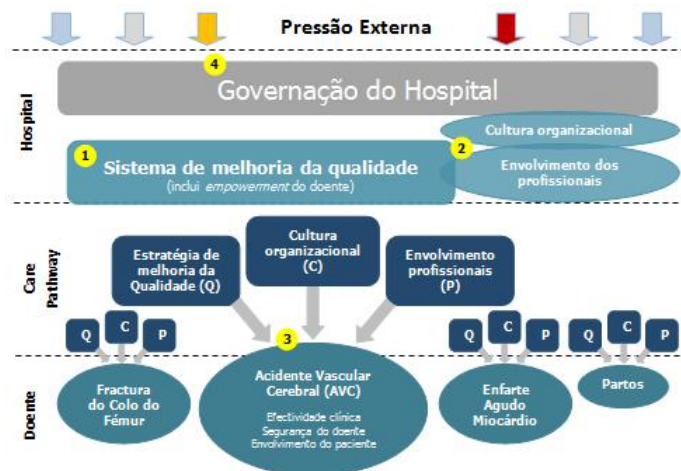 Pressão Externa
4
Governação do Hospital
Hospital
Cultura organizacional
1
2
Sistema de melhoria da qualidade
(inclui empowerment do doente)
Envolvimento dos
profissionais
Care
Pathway
Estratégia de
melhoria da
Qualidade (Q)
Cultura
organizacional
(C)
Envolvimento
profissionais
(P)
Q
C
P
Q
C
P
Q
C
P
3
Doente
Fractura
do Colo do
Fémur
Acidente Vascular
Cerebral (AVC)
Efectividade clínica
Segurança do doente
Envolvimento do paciente
Enfarte
Agudo
Miocárdio
Partos